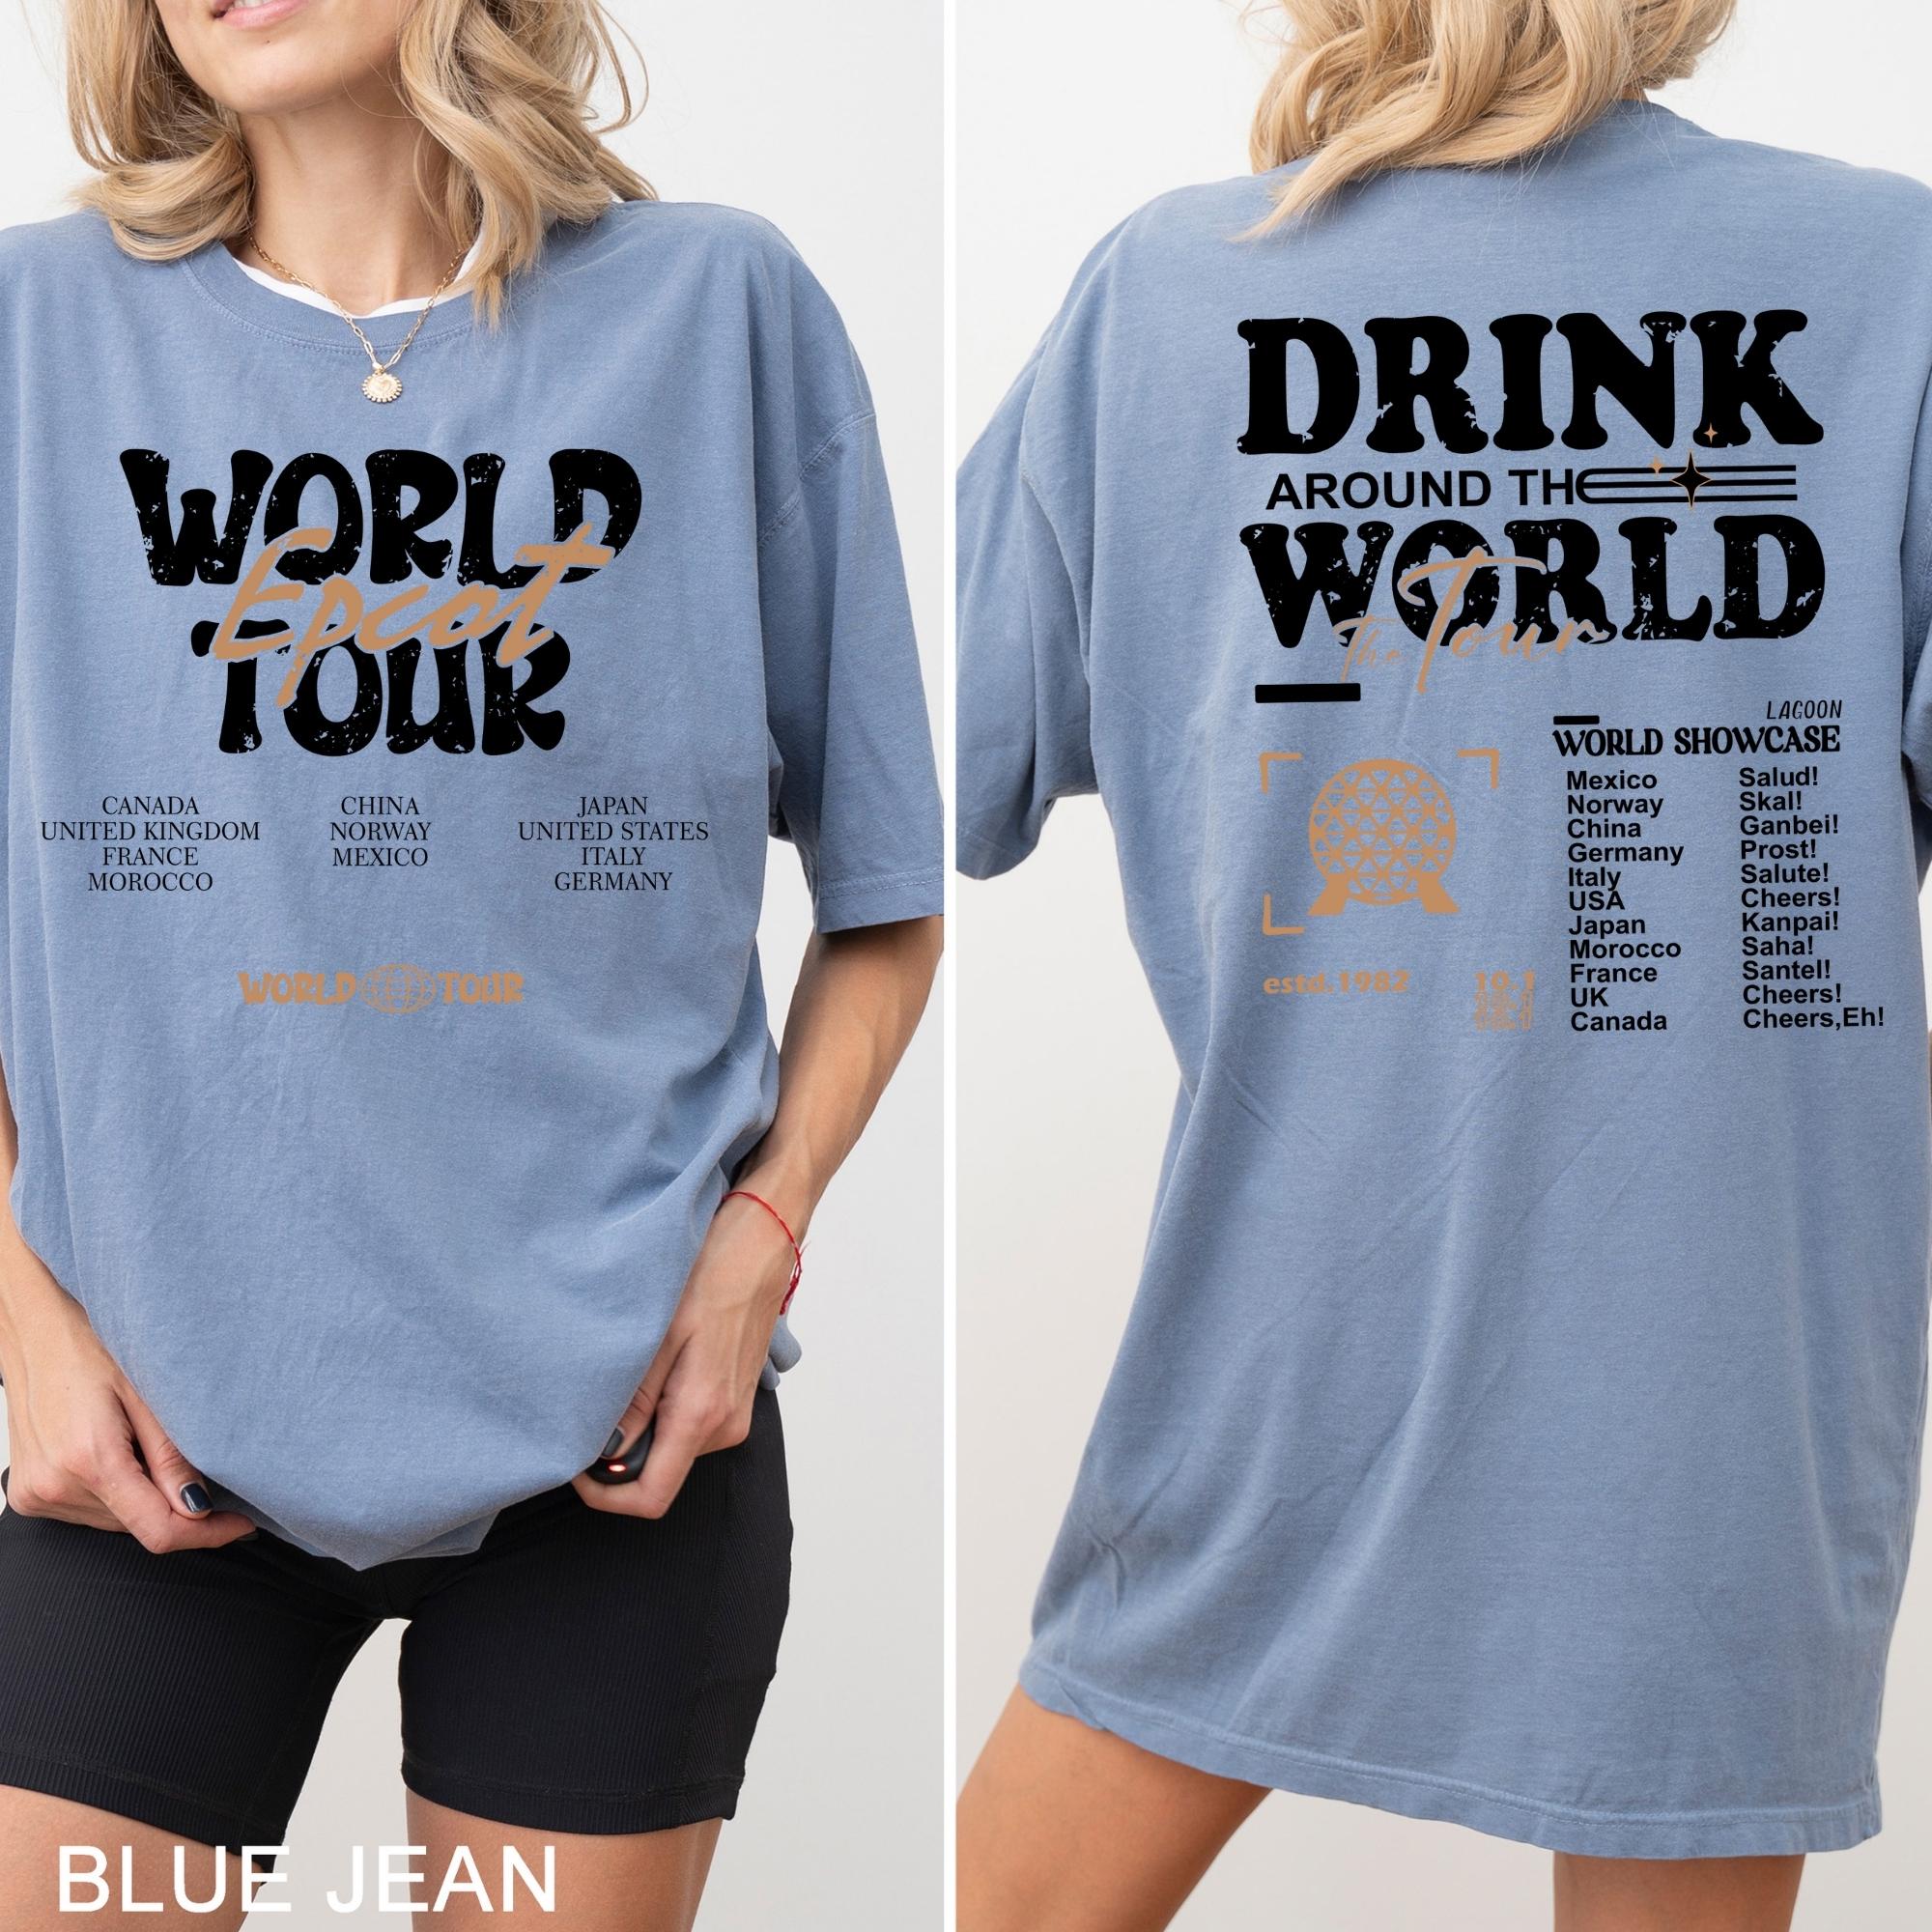 WORLD
Epcot
TOUR
CANADA
UNITED KINGDOM
FRANCE
MOROCCO
CHINA
NORWAY
MEXICO
JAPAN
UNITED STATES
ITALY
GERMANY
WORLD TOUR
BLUE JEAN
DRINK
AROUND THE
WORLD
The Tour
LAGOON
WORLD SHOWCASE
Mexico Salud!
Norway Skal!
China Ganbei!
Germany Prost!
Italy Salute!
USA Cheers!
Japan Kanpai!
Morocco Saha!
France Santel!
UK Cheers!
Canada Cheers,Eh!
estd.1982
10.1